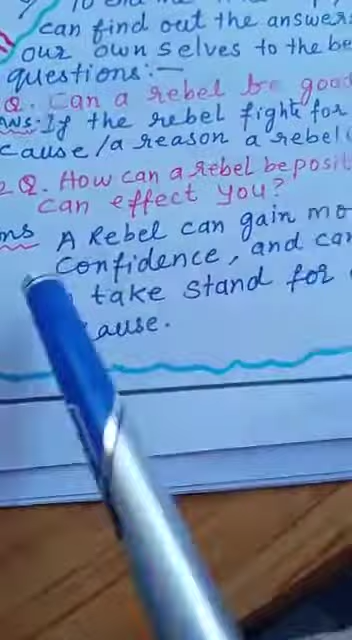 can find out the answers
our own selves to the be
questions:-
Q. Can a rebel be good
Ans. If the rebel fight for
cause/a reason a rebel
2 Q. How can a rebel be posit
can effect you?
Ans A Rebel can gain mo
confidence, and can
take stand for
cause.